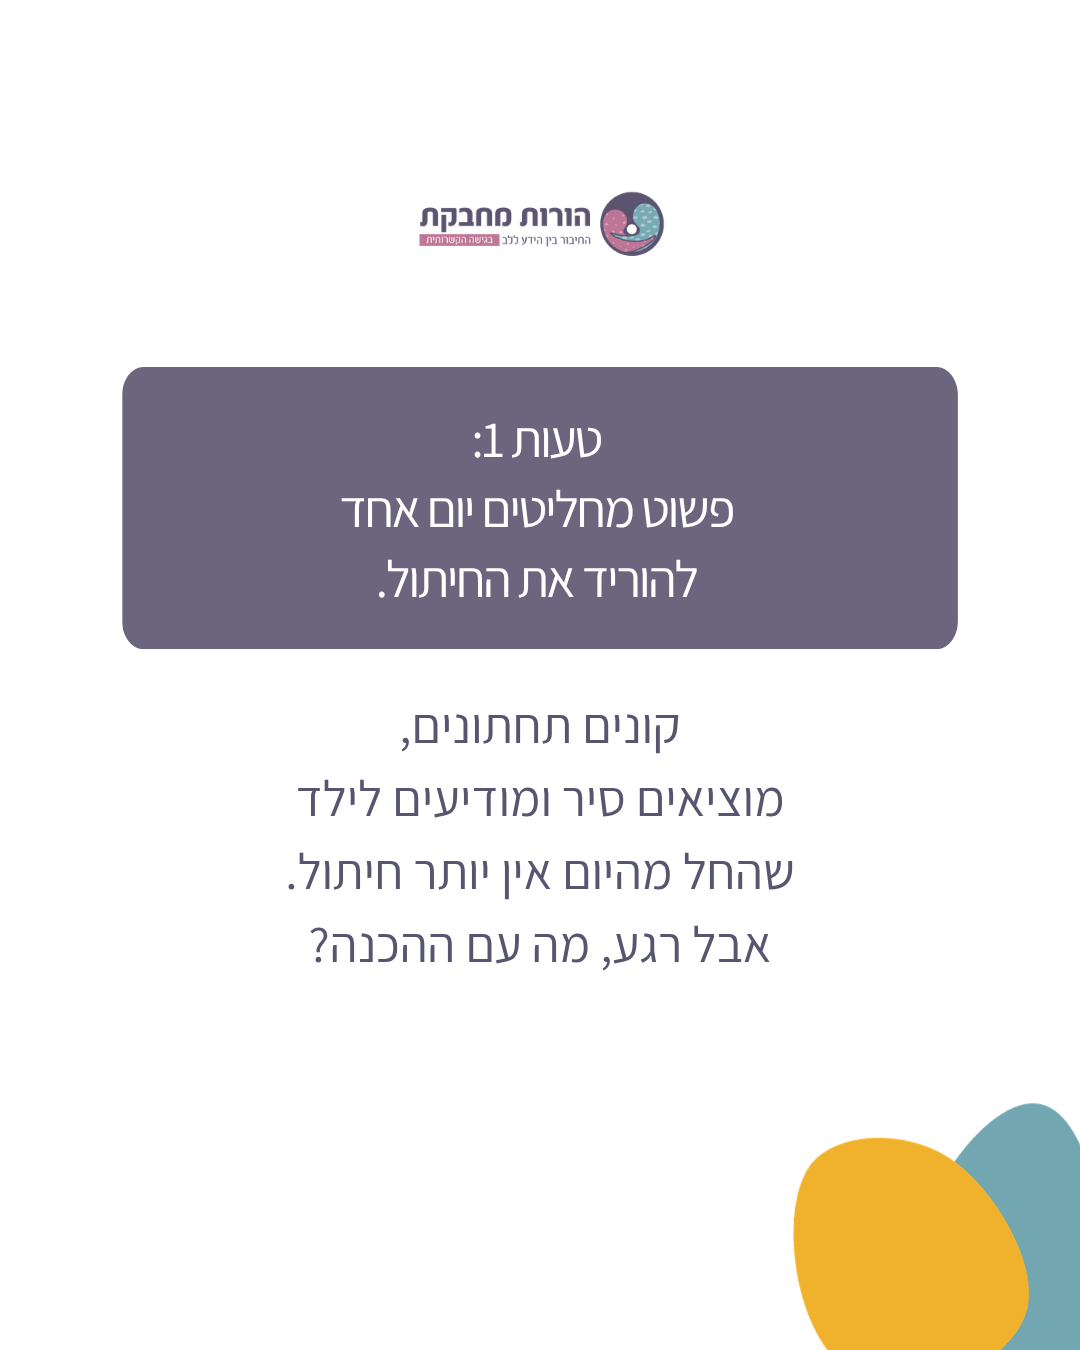 הורות מחבקת
החיבור בין הידע ללב בגישה הקשרותית
טעות 1:
פשוט מחליטים יום אחד
להוריד את החיתול.
קונים תחתונים,
מוציאים סיר ומודיעים לילד
שהחל מהיום אין יותר חיתול.
אבל רגע, מה עם ההכנה?